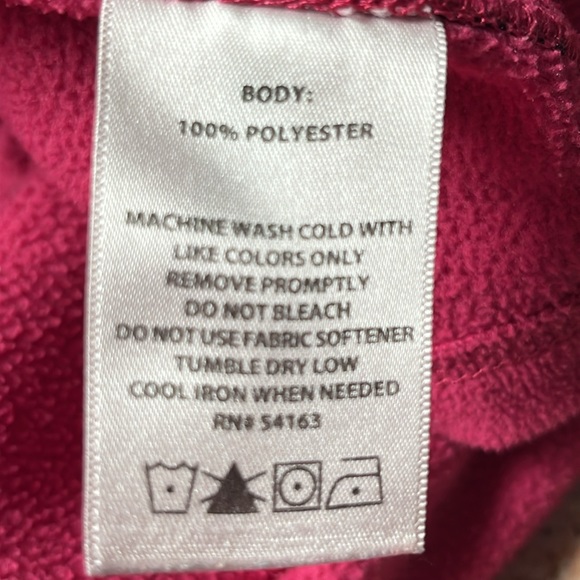 BODY:
100% POLYESTER
MACHINE WASH COLD WITH
LIKE COLORS ONLY
REMOVE PROMPTLY
DO NOT BLEACH
DO NOT USE FABRIC SOFTENER
TUMBLE DRY LOW
COOL IRON WHEN NEEDED
RN# 54163